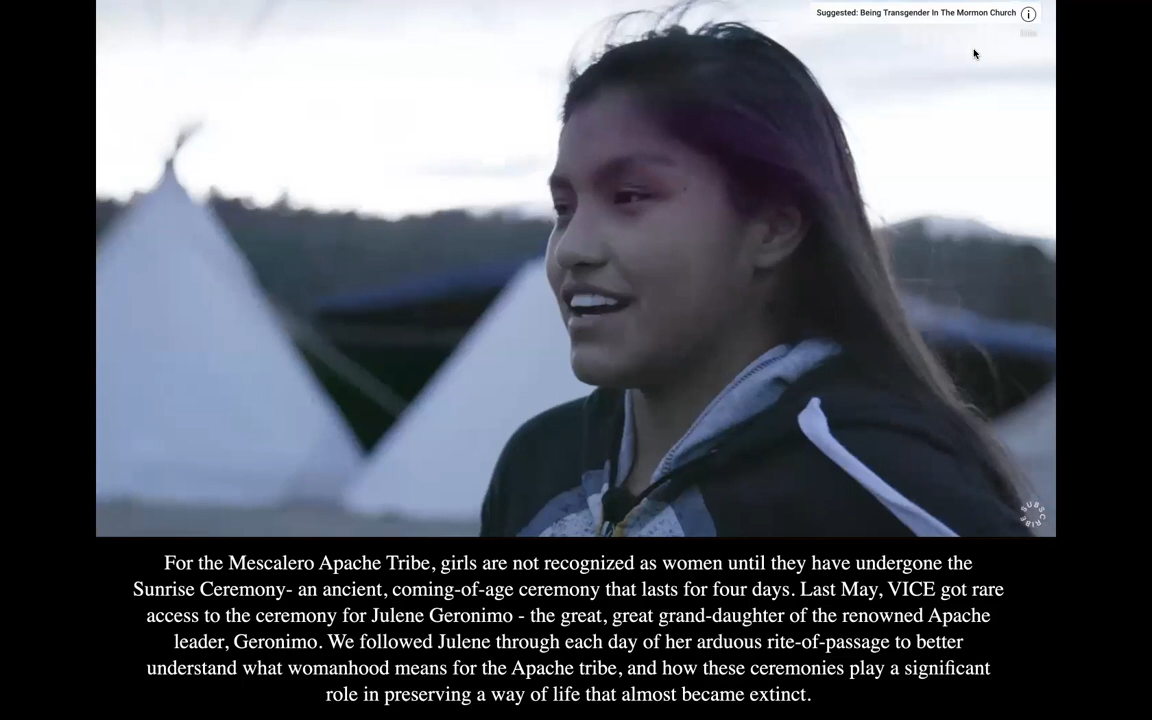 Suggested: Being Transgender In The Mormon Church
SUBSCRIBE
For the Mescalero Apache Tribe, girls are not recognized as women until they have undergone the
Sunrise Ceremony- an ancient, coming-of-age ceremony that lasts for four days. Last May, VICE got rare
access to the ceremony for Julene Geronimo - the great, great grand-daughter of the renowned Apache
leader, Geronimo. We followed Julene through each day of her arduous rite-of-passage to better
understand what womanhood means for the Apache tribe, and how these ceremonies play a significant
role in preserving a way of life that almost became extinct.